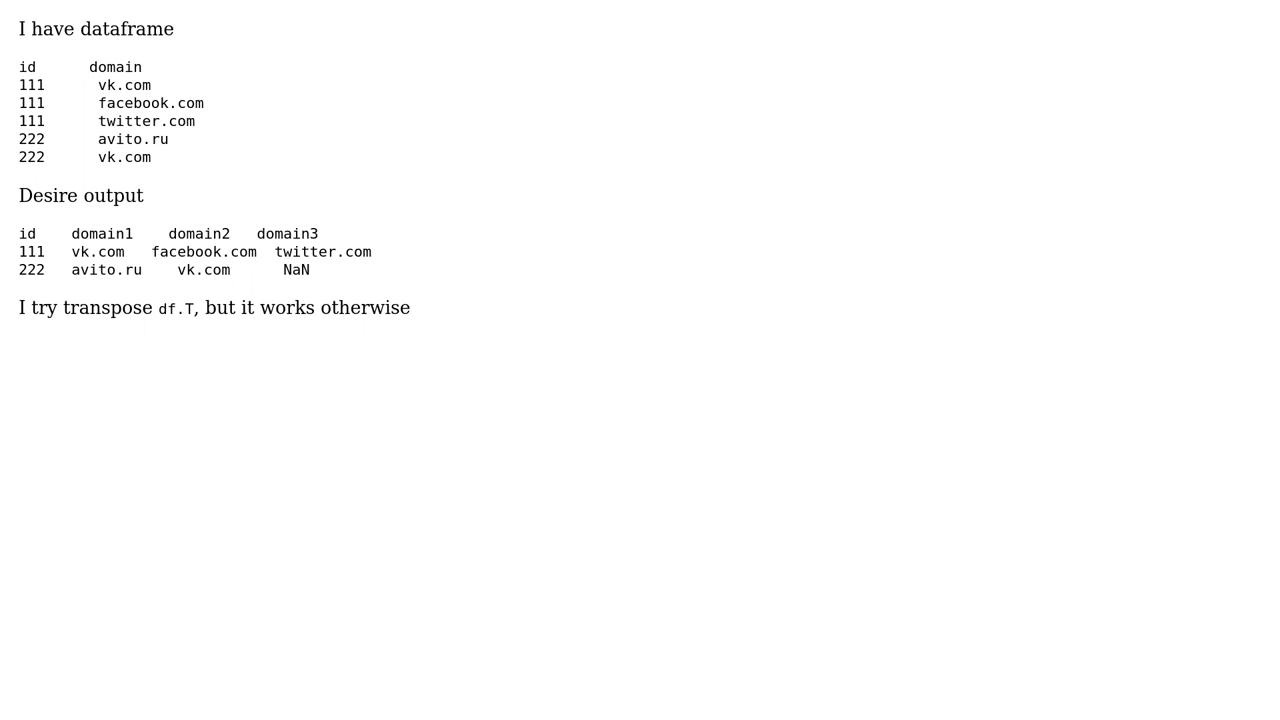 I have dataframe
id      domain
111      vk.com
111      facebook.com
111      twitter.com
222      avito.ru
222      vk.com
Desire output
id    domain1    domain2   domain3
111   vk.com   facebook.com  twitter.com
222   avito.ru    vk.com      NaN
I try transpose df.T, but it works otherwise